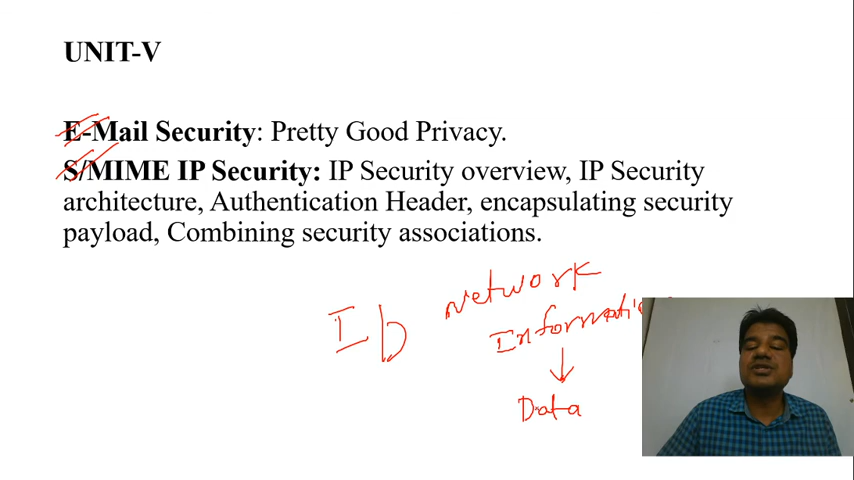 UNIT-V
E-Mail Security: Pretty Good Privacy.
S/MIME IP Security: IP Security overview, IP Security
architecture, Authentication Header, encapsulating security
payload, Combining security associations.
Network
Data